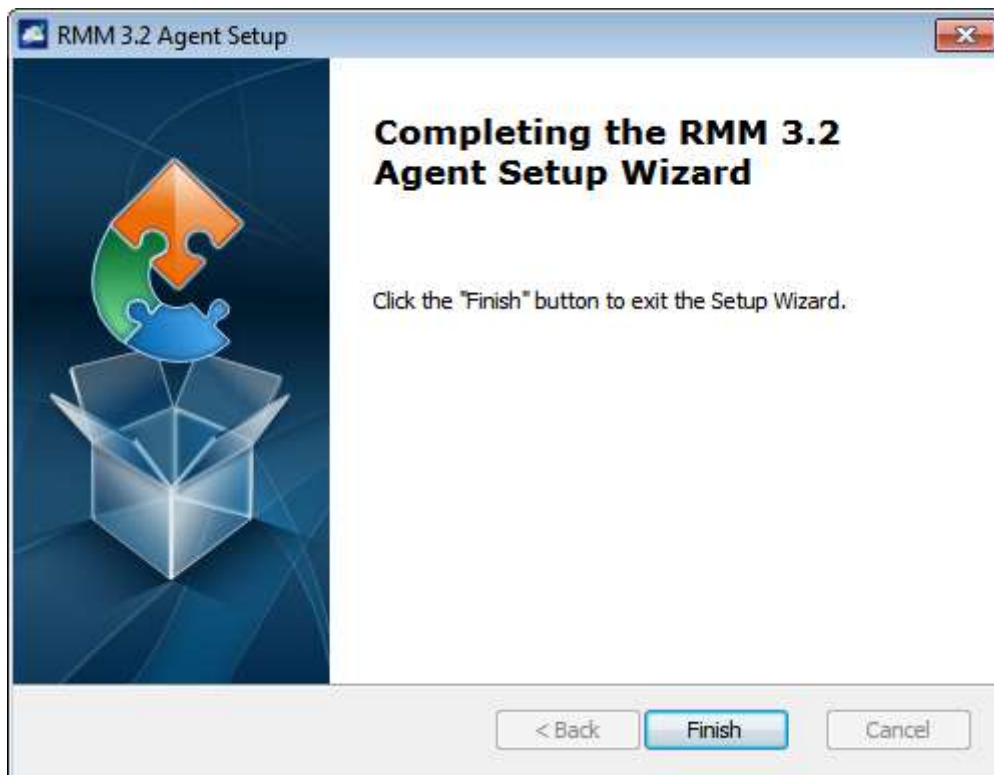 RMM 3.2 Agent Setup
Completing the RMM 3.2
Agent Setup Wizard
Click the "Finish" button to exit the Setup Wizard.
< Back Finish Cancel